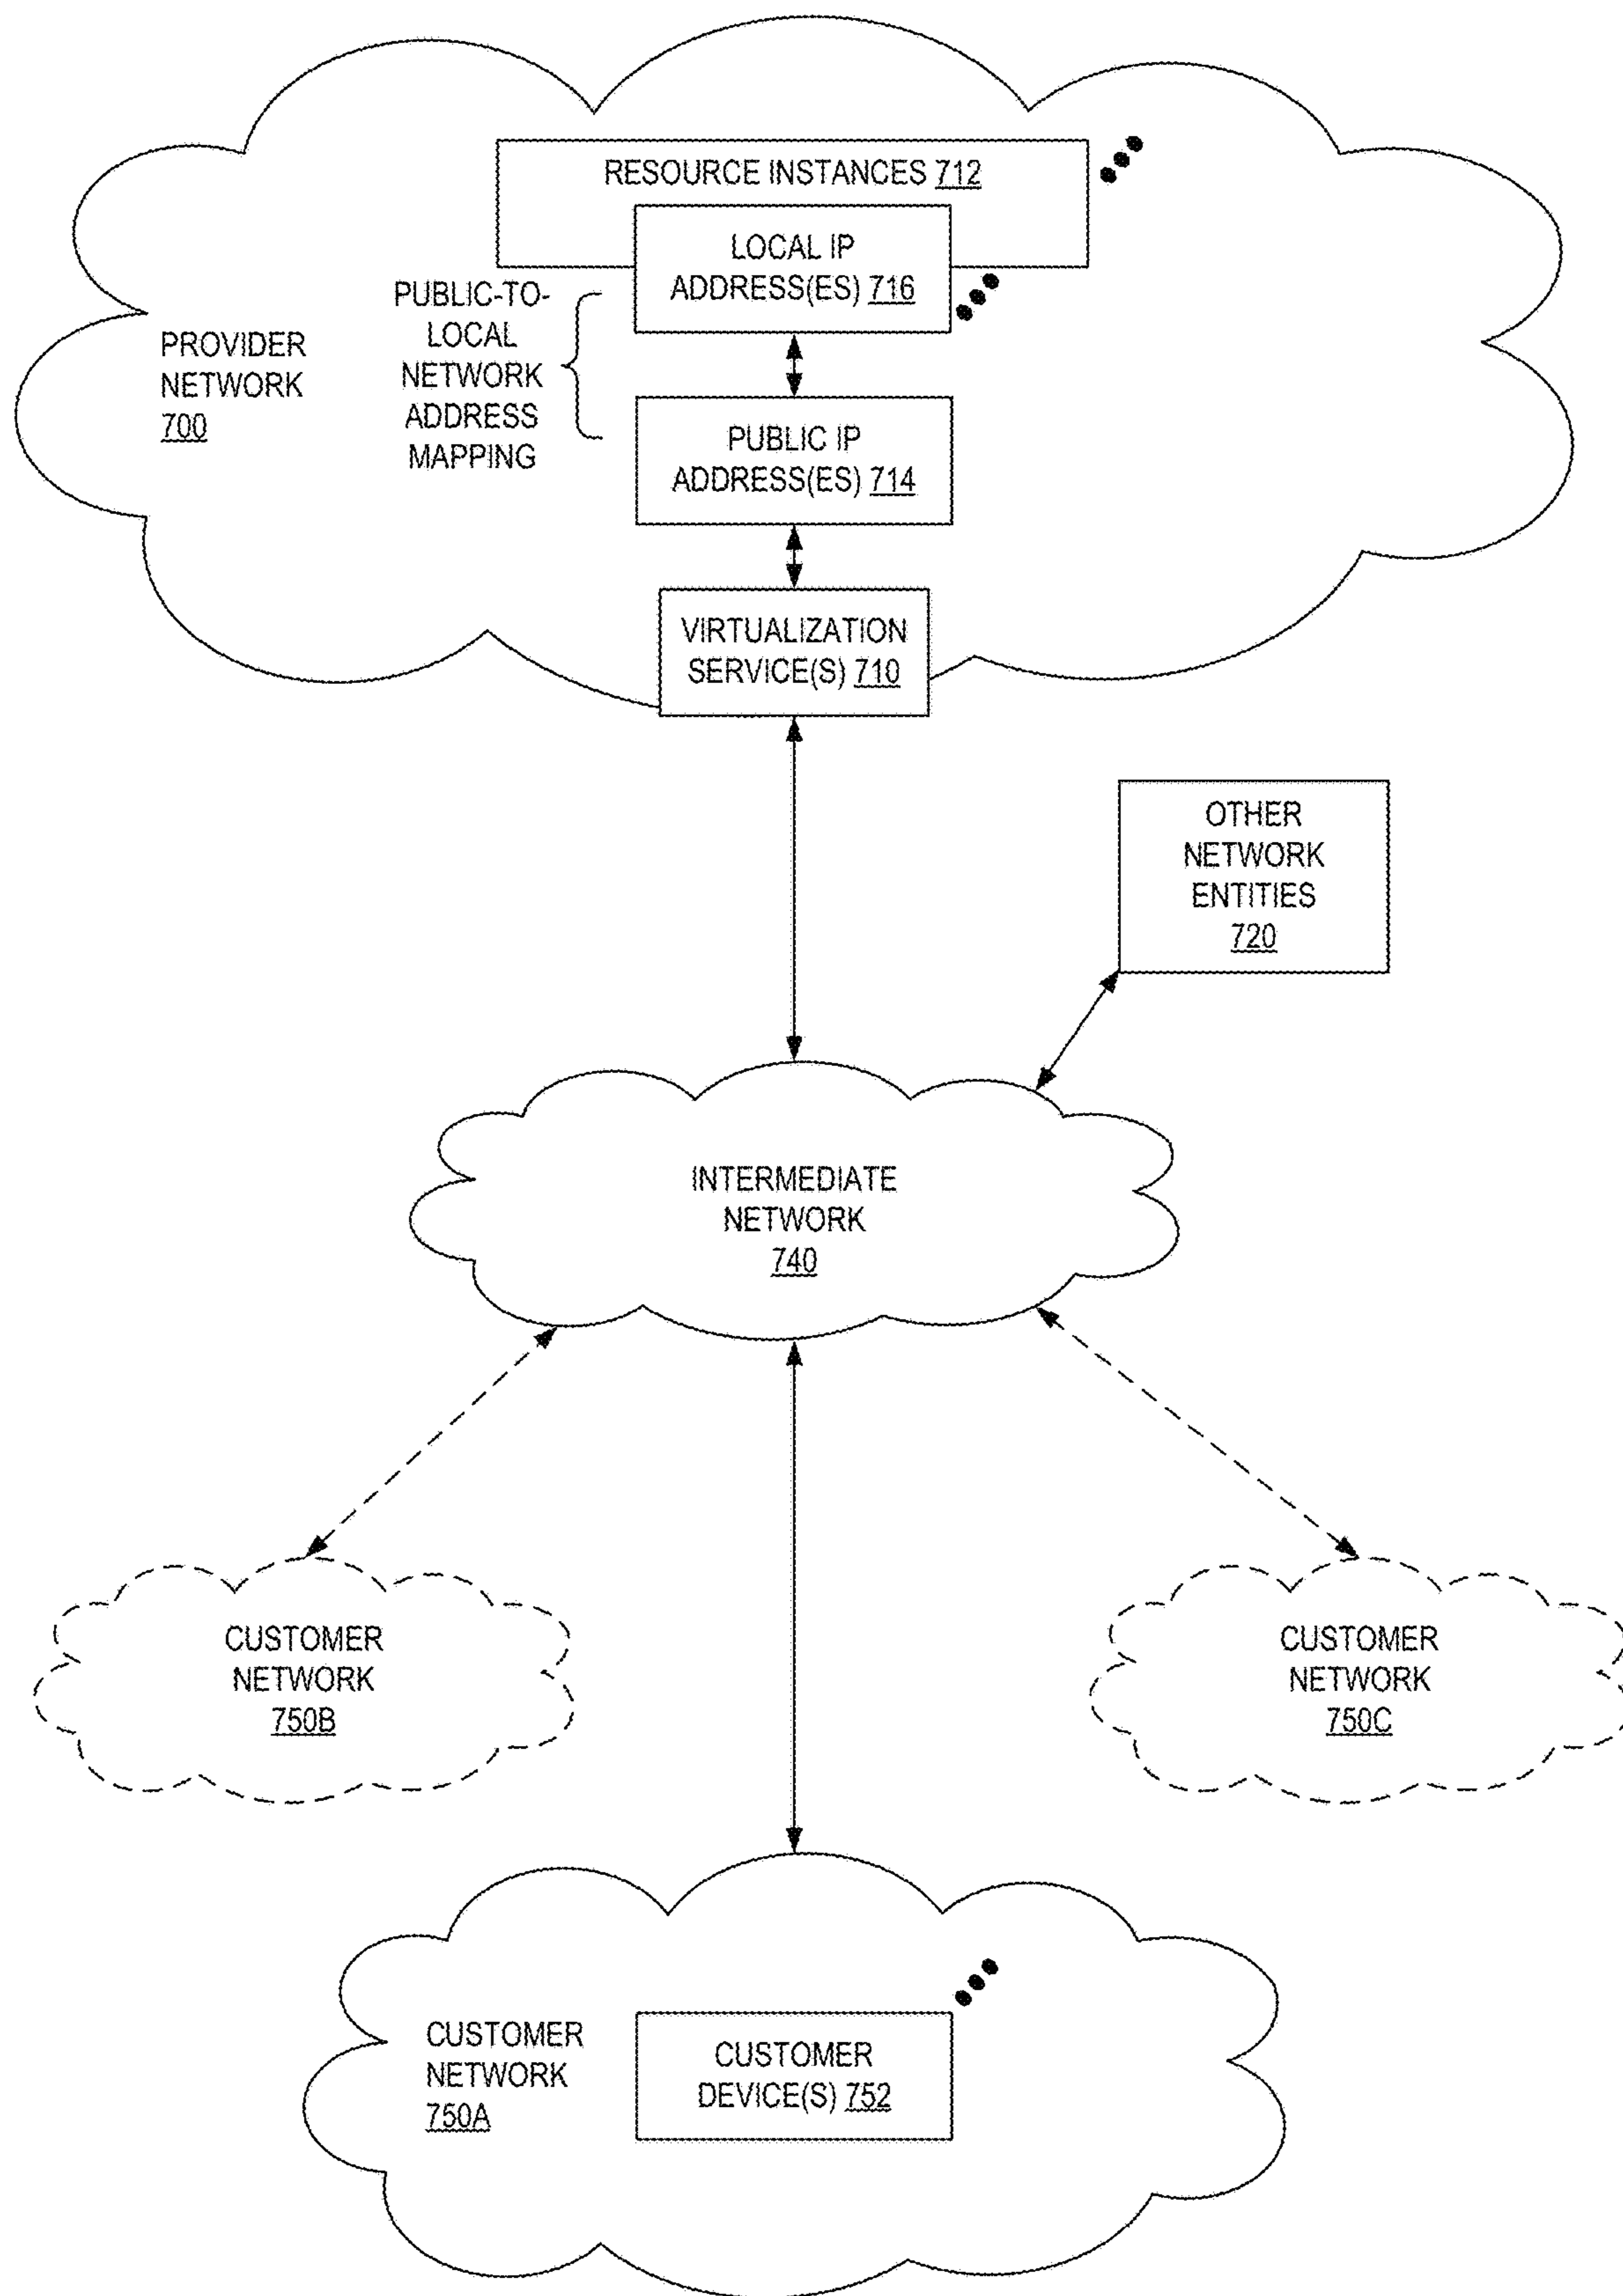 RESOURCE INSTANCES 712
LOCAL IP
ADDRESS(ES) 716
PUBLIC-TO-
LOCAL
NETWORK
ADDRESS
MAPPING
PROVIDER
NETWORK
700
PUBLIC IP
ADDRESS(ES) 714
VIRTUALIZATION
SERVICE(S) 710
OTHER
NETWORK
ENTITIES
720
INTERMEDIATE
NETWORK
740
CUSTOMER
NETWORK
750B
CUSTOMER
NETWORK
750C
CUSTOMER
NETWORK
750A
CUSTOMER
DEVICE(S) 752